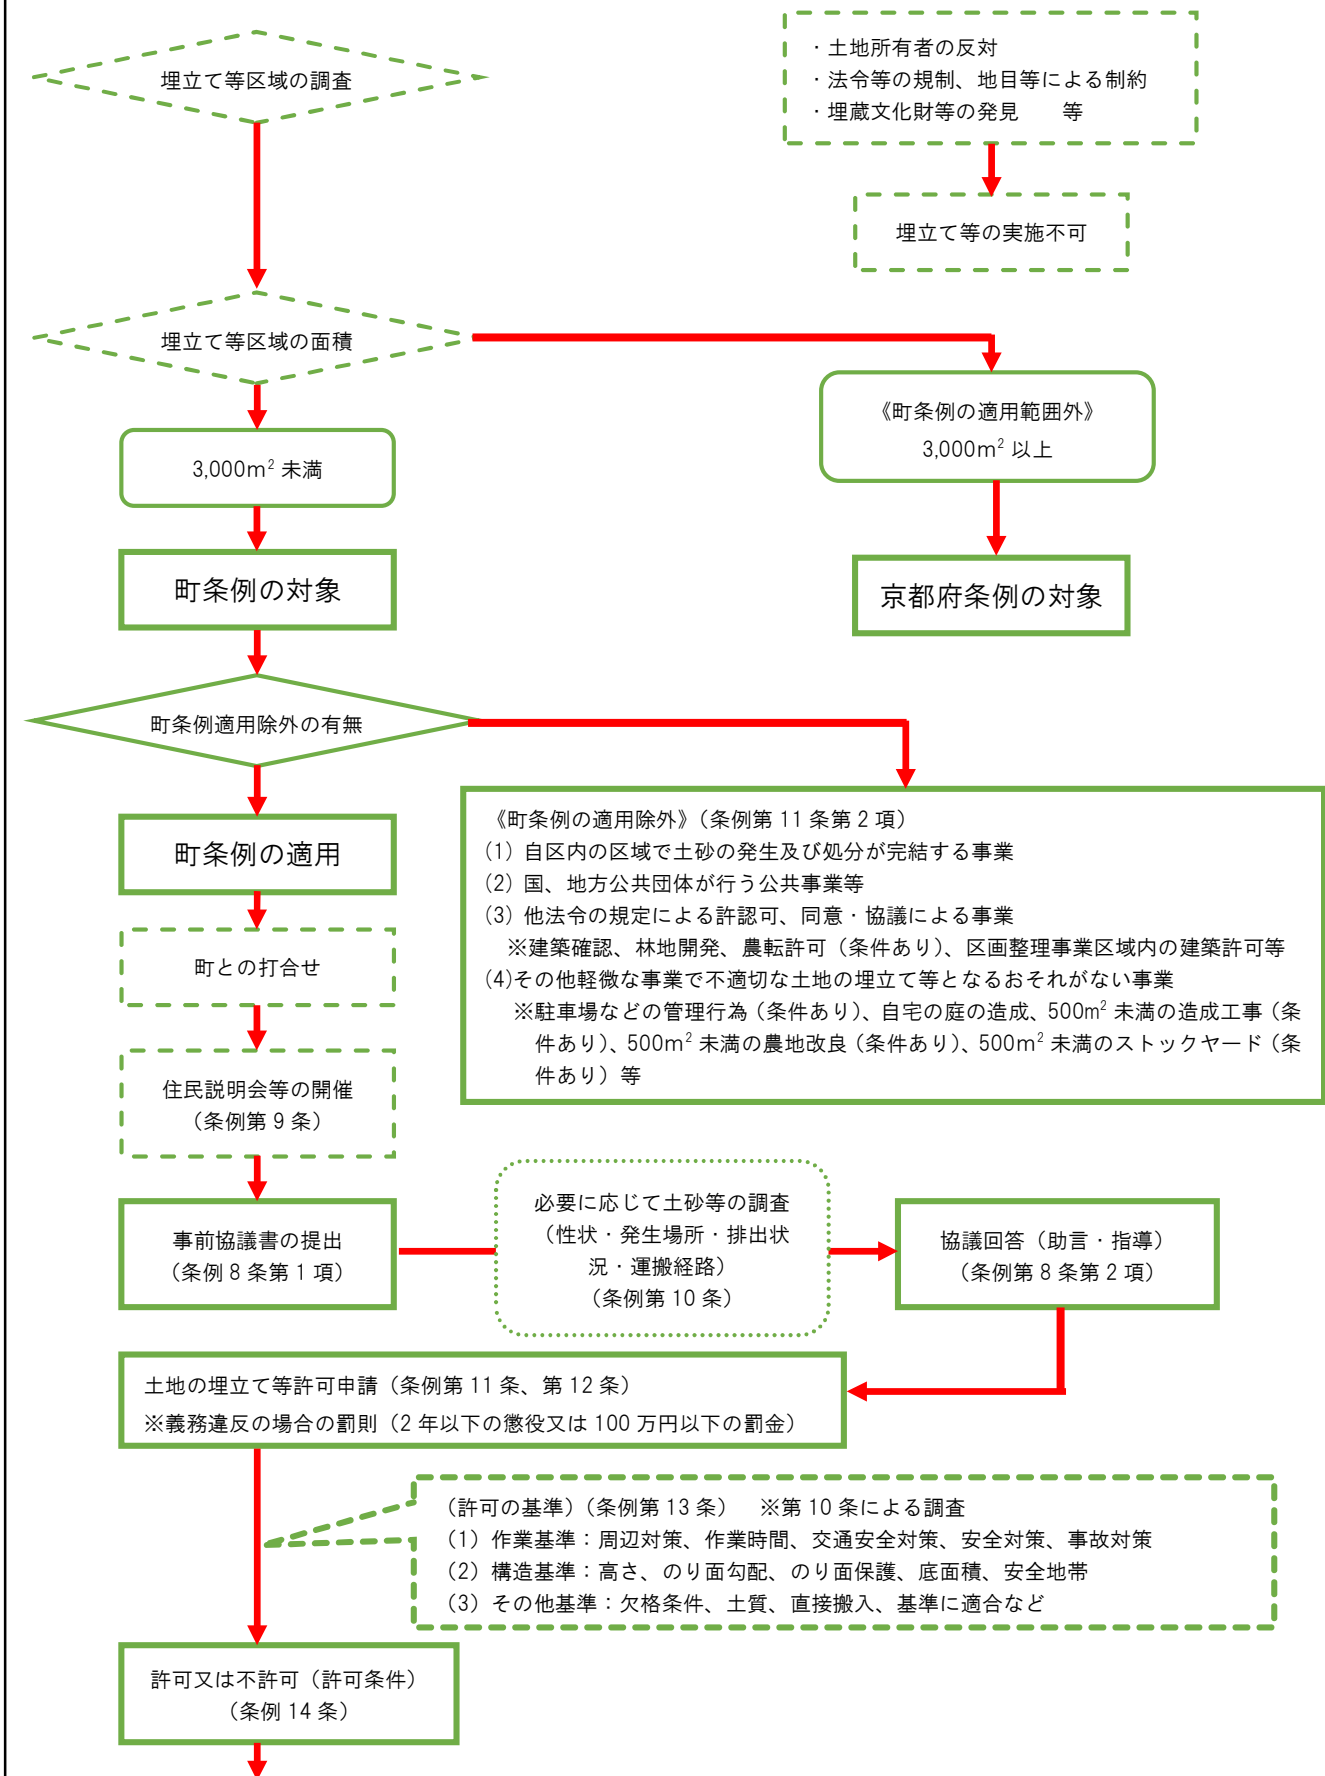 埋立て等区域の調査
・土地所有者の反対
・法令等の規制、地目等による制約
・埋蔵文化財等の発見　　等
埋立て等の実施不可
埋立て等区域の面積
《町条例の適用範囲外》
3,000m² 以上
3,000m² 未満
町条例の対象
京都府条例の対象
町条例適用除外の有無
《町条例の適用除外》（条例第 11 条第 2 項）
(1) 自区内の区域で土砂の発生及び処分が完結する事業
(2) 国、地方公共団体が行う公共事業等
(3) 他法令の規定による許認可、同意・協議による事業
※建築確認、林地開発、農転許可（条件あり）、区画整理事業区域内の建築許可等
(4)その他軽微な事業で不適切な土地の埋立て等となるおそれがない事業
※駐車場などの管理行為（条件あり）、自宅の庭の造成、500m² 未満の造成工事（条
件あり）、500m² 未満の農地改良（条件あり）、500m² 未満のストックヤード（条
件あり）等
町条例の適用
町との打合せ
住民説明会等の開催
（条例第 9 条）
事前協議書の提出
（条例 8 条第 1 項）
必要に応じて土砂等の調査
（性状・発生場所・排出状
況・運搬経路）
（条例第 10 条）
協議回答（助言・指導）
（条例第 8 条第 2 項）
土地の埋立て等許可申請（条例第 11 条、第 12 条）
※義務違反の場合の罰則（2 年以下の懲役又は 100 万円以下の罰金）
（許可の基準）（条例第 13 条）　※第 10 条による調査
(1) 作業基準：周辺対策、作業時間、交通安全対策、安全対策、事故対策
(2) 構造基準：高さ、のり面勾配、のり面保護、底面積、安全地帯
(3) その他基準：欠格条件、土質、直接搬入、基準に適合など
許可又は不許可（許可条件）
（条例 14 条）